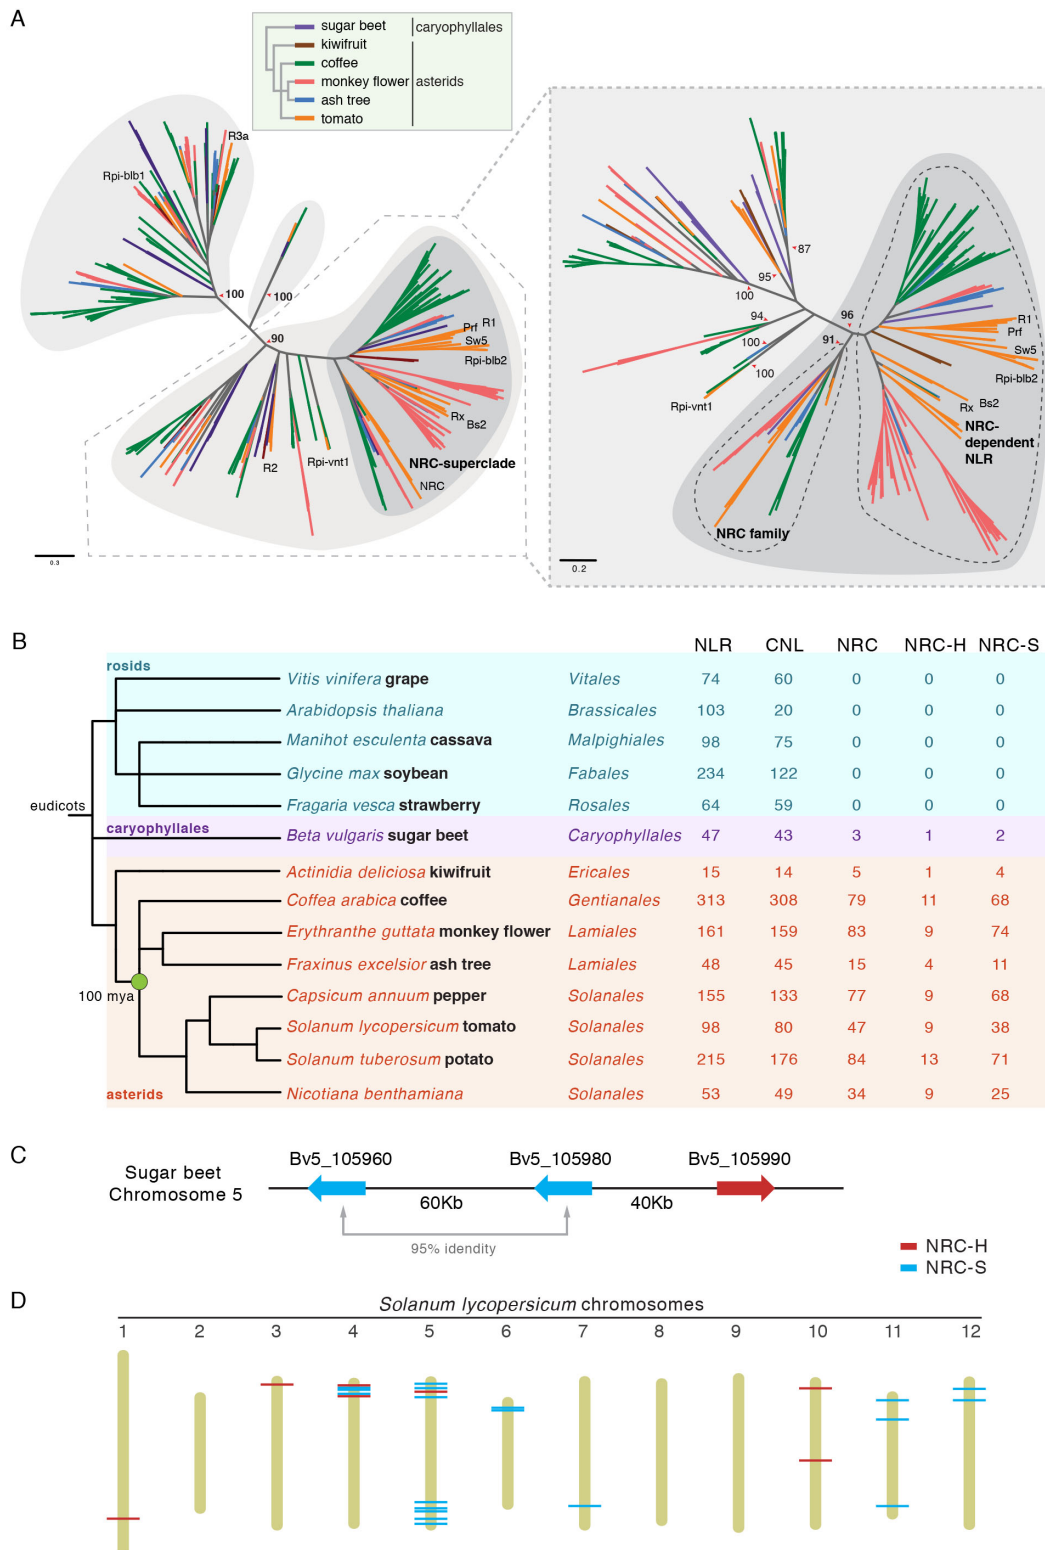 A
sugar beet
caryophyllales
kiwifruit
coffee
monkey flower
asterids
ash tree
tomato
R3a
Rpi-blb1
100
100
90
R1
Prf
Sw5
Rpi-blb2
Rx
Bs2
NRC-superclade
NRC
R2
Rpi-vnt1
0.3
87
95
100
94
96
91
100
100
Rpi-vnt1
R1
Prf
Sw5
Rpi-blb2
Rx
Bs2
NRC-
dependent
NLR
NRC family
0.2
B
NLR CNL NRC NRC-H NRC-S
rosids
Vitis vinifera grape Vitales 74 60 0 0 0
Arabidopsis thaliana Brassicales 103 20 0 0 0
Manihot esculenta cassava Malpighiales 98 75 0 0 0
Glycine max soybean Fabales 234 122 0 0 0
eudicots
Fragaria vesca strawberry Rosales 64 59 0 0 0
caryophyllales
Beta vulgaris sugar beet Caryophyllales 47 43 3 1 2
Actinidia deliciosa kiwifruit Ericales 15 14 5 1 4
Coffea arabica coffee Gentianales 313 308 79 11 68
Erythranthe guttata monkey flower Lamiales 161 159 83 9 74
Fraxinus excelsior ash tree Lamiales 48 45 15 4 11
100 mya
Capsicum annuum pepper Solanales 155 133 77 9 68
Solanum lycopersicum tomato Solanales 98 80 47 9 38
Solanum tuberosum potato Solanales 215 176 84 13 71
asterids
Nicotiana benthamiana Solanales 53 49 34 9 25
C
Sugar beet
Chromosome 5
Bv5_105960 Bv5_105980 Bv5_105990
60Kb 40Kb
95% idendity
NRC-H
NRC-S
D
Solanum lycopersicum chromosomes
1 2 3 4 5 6 7 8 9 10 11 12